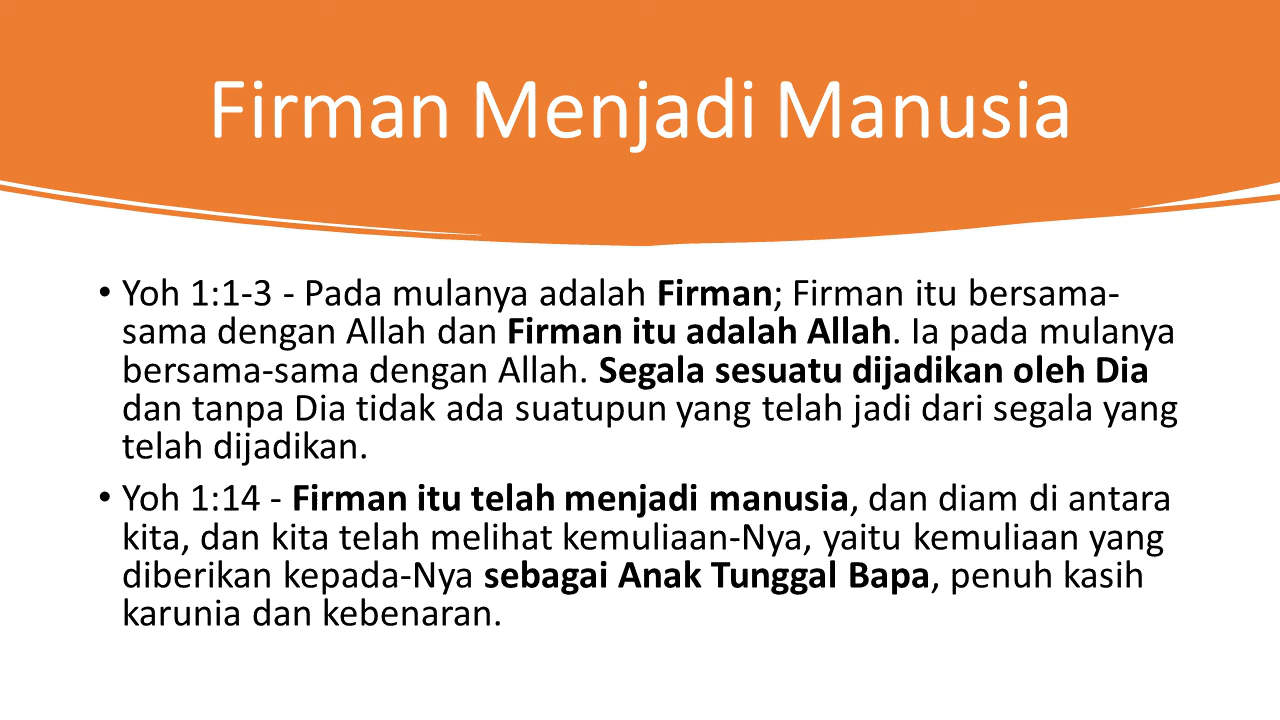 Firman Menjadi Manusia
• Yoh 1:1-3 - Pada mulanya adalah Firman; Firman itu bersama-
sama dengan Allah dan Firman itu adalah Allah. Ia pada mulanya
bersama-sama dengan Allah. Segala sesuatu dijadikan oleh Dia
dan tanpa Dia tidak ada suatupun yang telah jadi dari segala yang
telah dijadikan.
• Yoh 1:14 - Firman itu telah menjadi manusia, dan diam di antara
kita, dan kita telah melihat kemuliaan-Nya, yaitu kemuliaan yang
diberikan kepada-Nya sebagai Anak Tunggal Bapa, penuh kasih
karunia dan kebenaran.